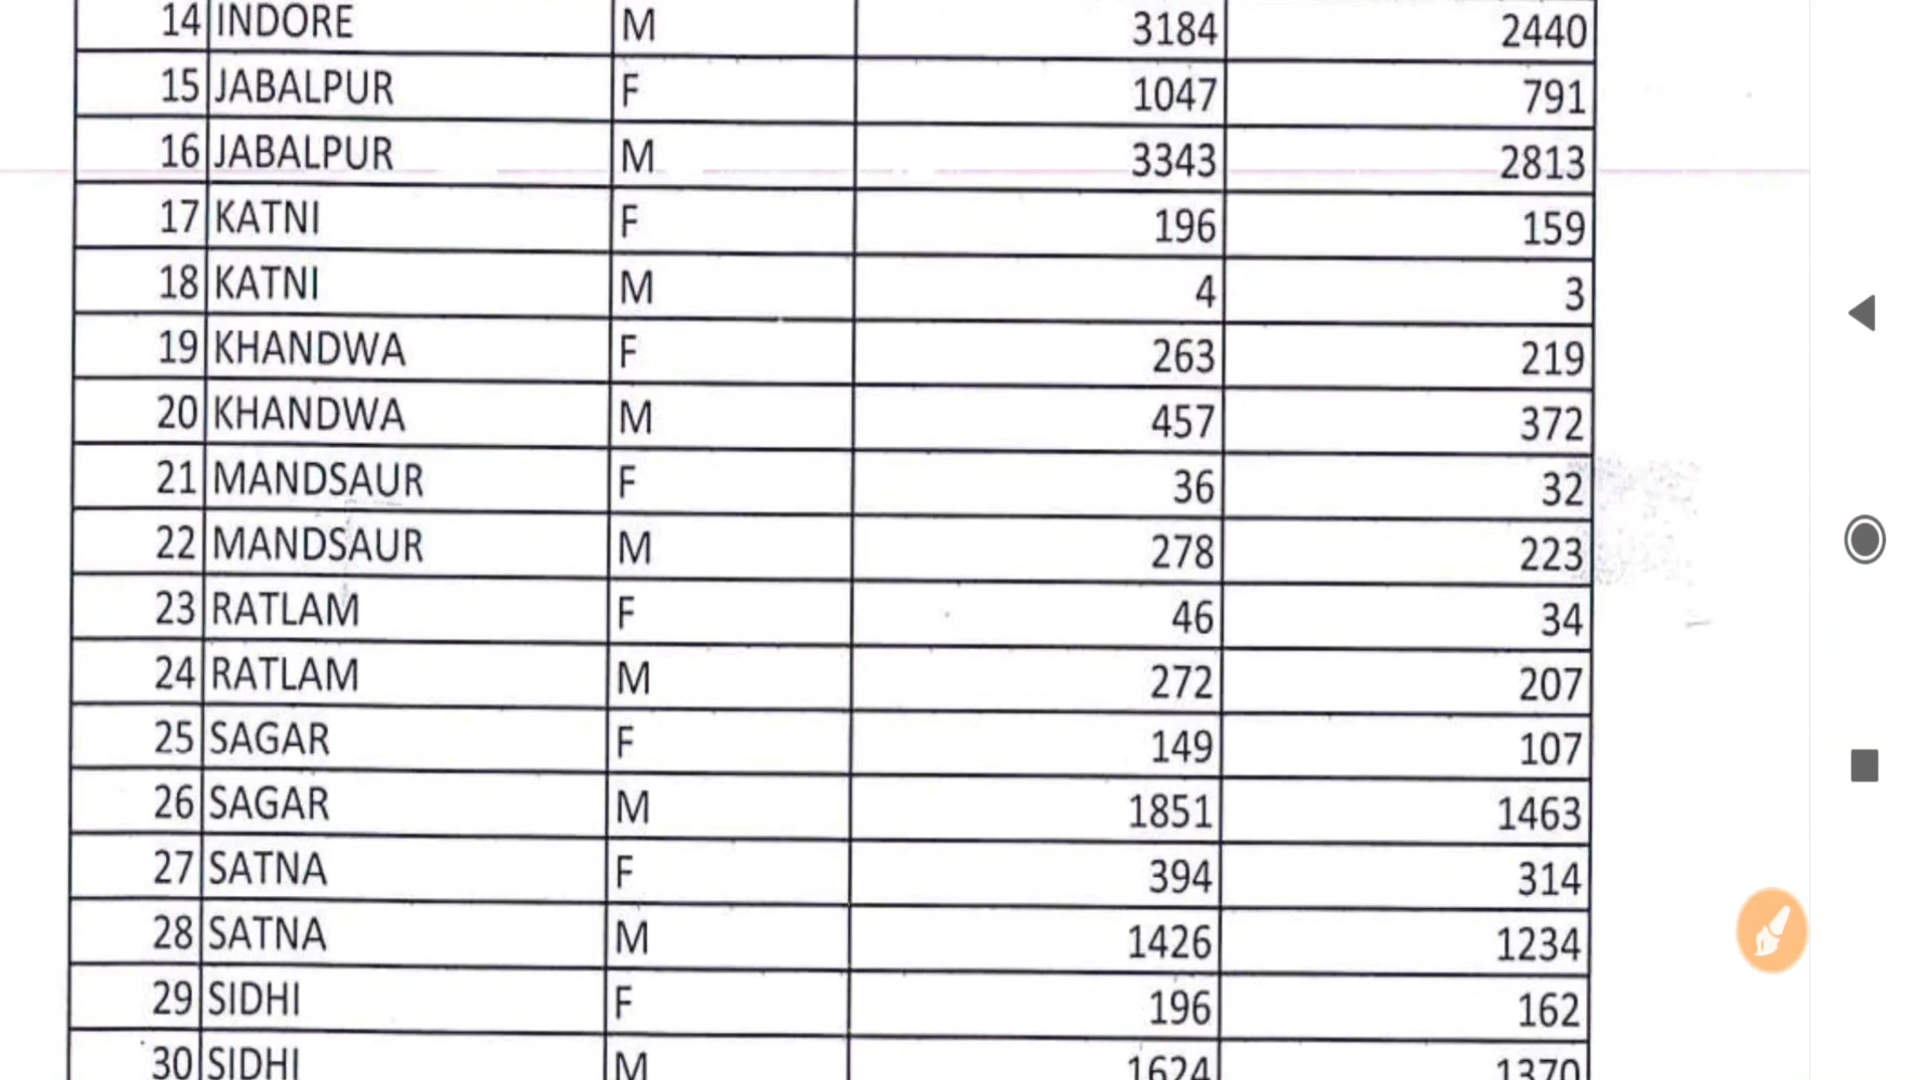 14 INDORE M 3184 2440
15 JABALPUR F 1047 791
16 JABALPUR M 3343 2813
17 KATNI F 196 159
18 KATNI M 4 3
19 KHANDWA F 263 219
20 KHANDWA M 457 372
21 MANDSAUR F 36 32
22 MANDSAUR M 278 223
23 RATLAM F 46 34
24 RATLAM M 272 207
25 SAGAR F 149 107
26 SAGAR M 1851 1463
27 SATNA F 394 314
28 SATNA M 1426 1234
29 SIDHI F 196 162
30 SIDHI M 1624 1370